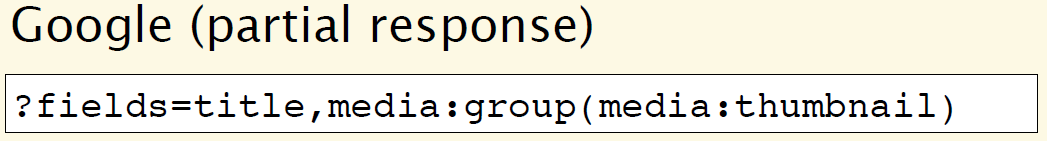 Google (partial response)
?fields=title,media:group(media:thumbnail)